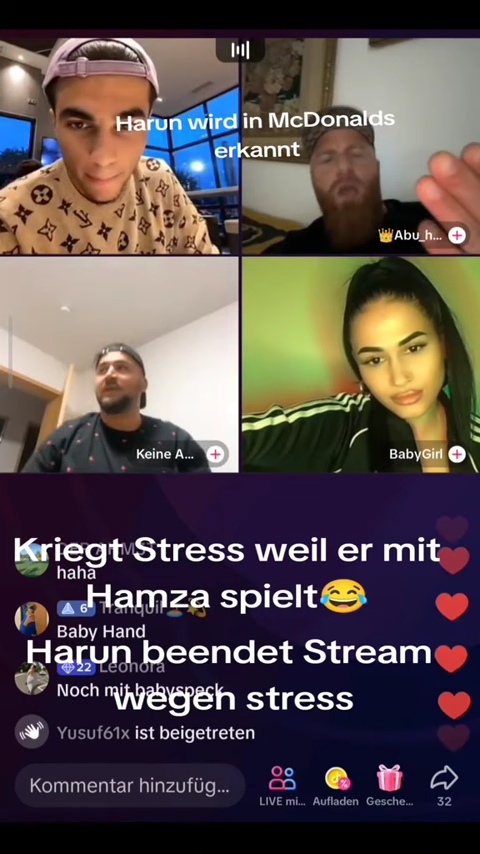 Harun wird in McDonalds
erkannt
👑Abu_h...
Keine A...
BabyGirl
Kriegt Stress weil er mit
haha
Hamza spielt😂
6 Tranquil
Baby Hand
Harun beendet Stream
22 Leonora
Noch mit babyspeck
wegen stress
Yusuf61x ist beigetreten
Kommentar hinzufüg...
LIVE mi...
Aufladen
Gesche...
32